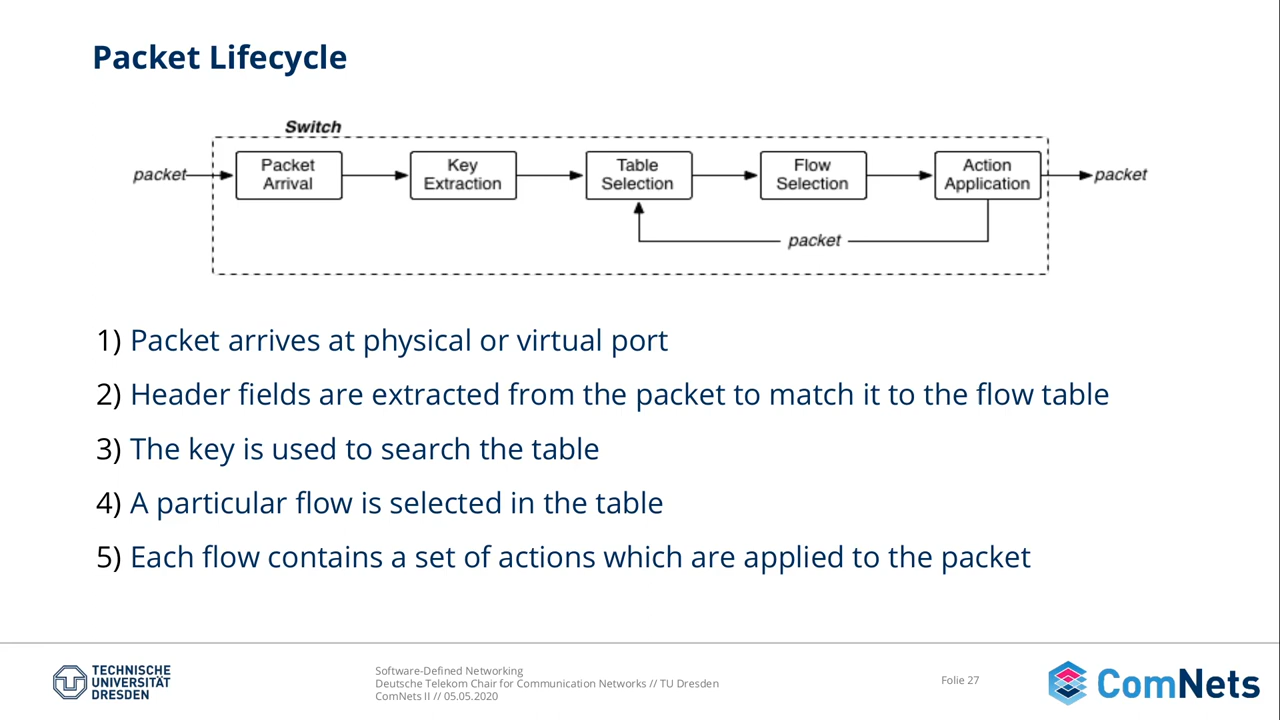 Packet Lifecycle
Switch
packet
Packet
Arrival
Key
Extraction
Table
Selection
Flow
Selection
Action
Application
packet
packet
1) Packet arrives at physical or virtual port
2) Header fields are extracted from the packet to match it to the flow table
3) The key is used to search the table
4) A particular flow is selected in the table
5) Each flow contains a set of actions which are applied to the packet
TECHNISCHE
UNIVERSITÄT
DRESDEN
Software-Defined Networking
Deutsche Telekom Chair for Communication Networks // TU Dresden
ComNets II // 05.05.2020
Folie 27
ComNets